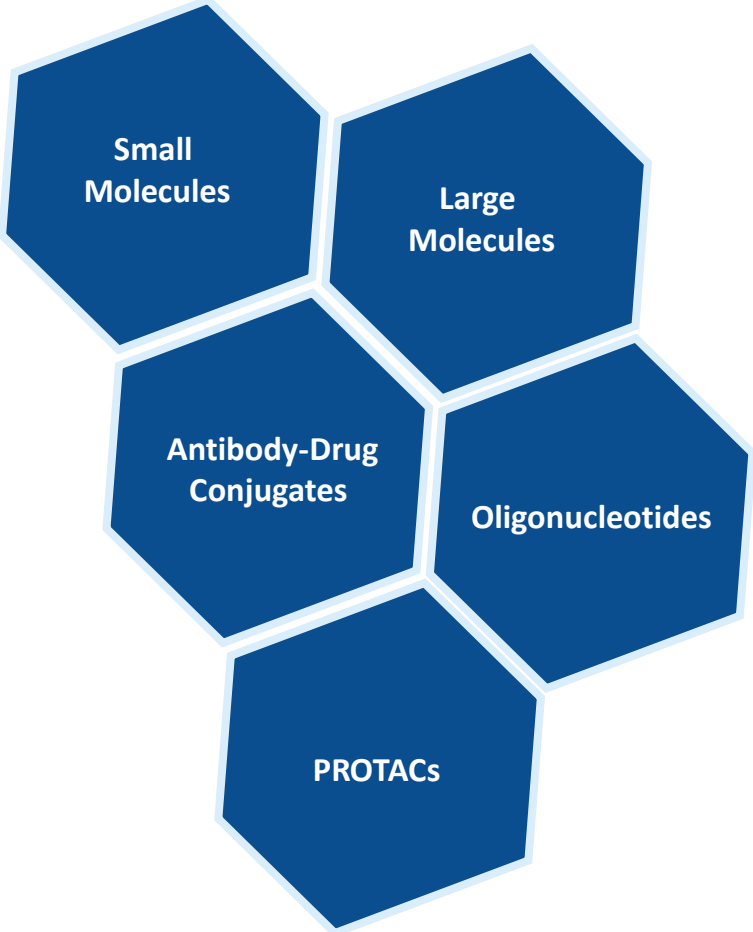 Small
Molecules
Large
Molecules
Antibody-Drug
Conjugates
Oligonucleotides
PROTACs